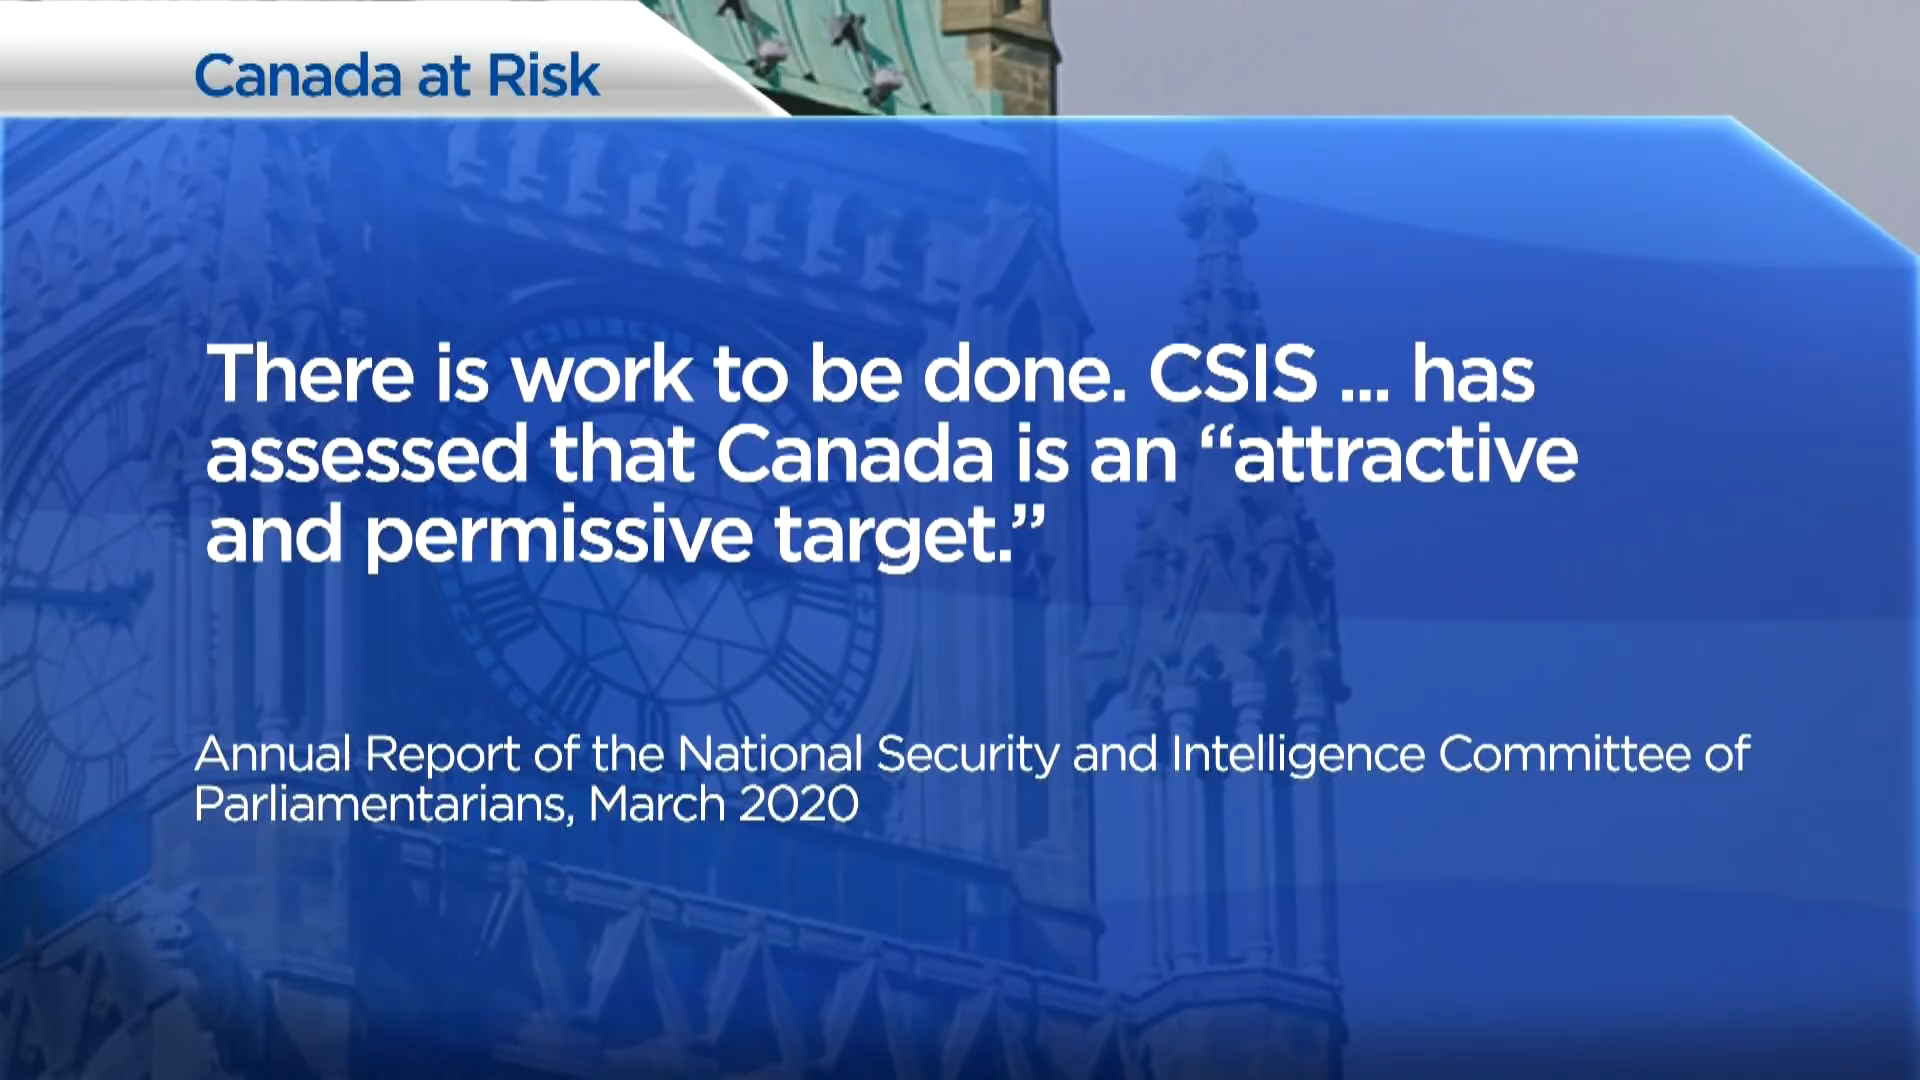 Canada at Risk
There is work to be done. CSIS ... has
assessed that Canada is an “attractive
and permissive target.”
Annual Report of the National Security and Intelligence Committee of
Parliamentarians, March 2020